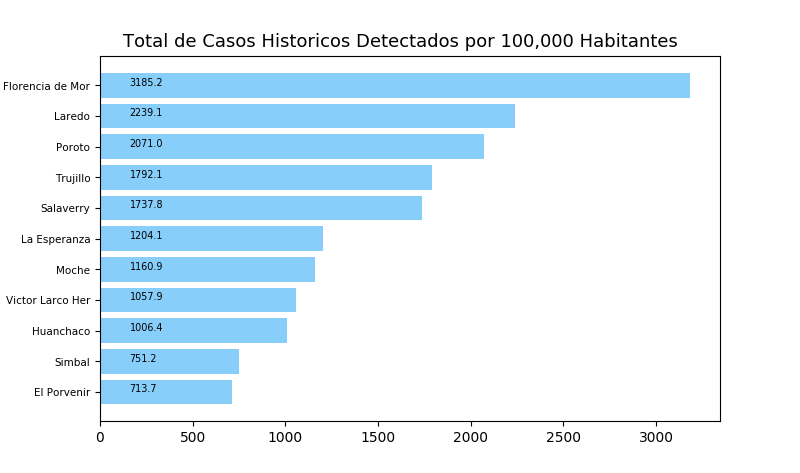 Total de Casos Historicos Detectados por 100,000 Habitantes
Florencia de Mor 3185.2
Laredo 2239.1
Poroto 2071.0
Trujillo 1792.1
Salaverry 1737.8
La Esperanza 1204.1
Moche 1160.9
Victor Larco Her 1057.9
Huanchaco 1006.4
Simbal 751.2
El Porvenir 713.7
0 500 1000 1500 2000 2500 3000